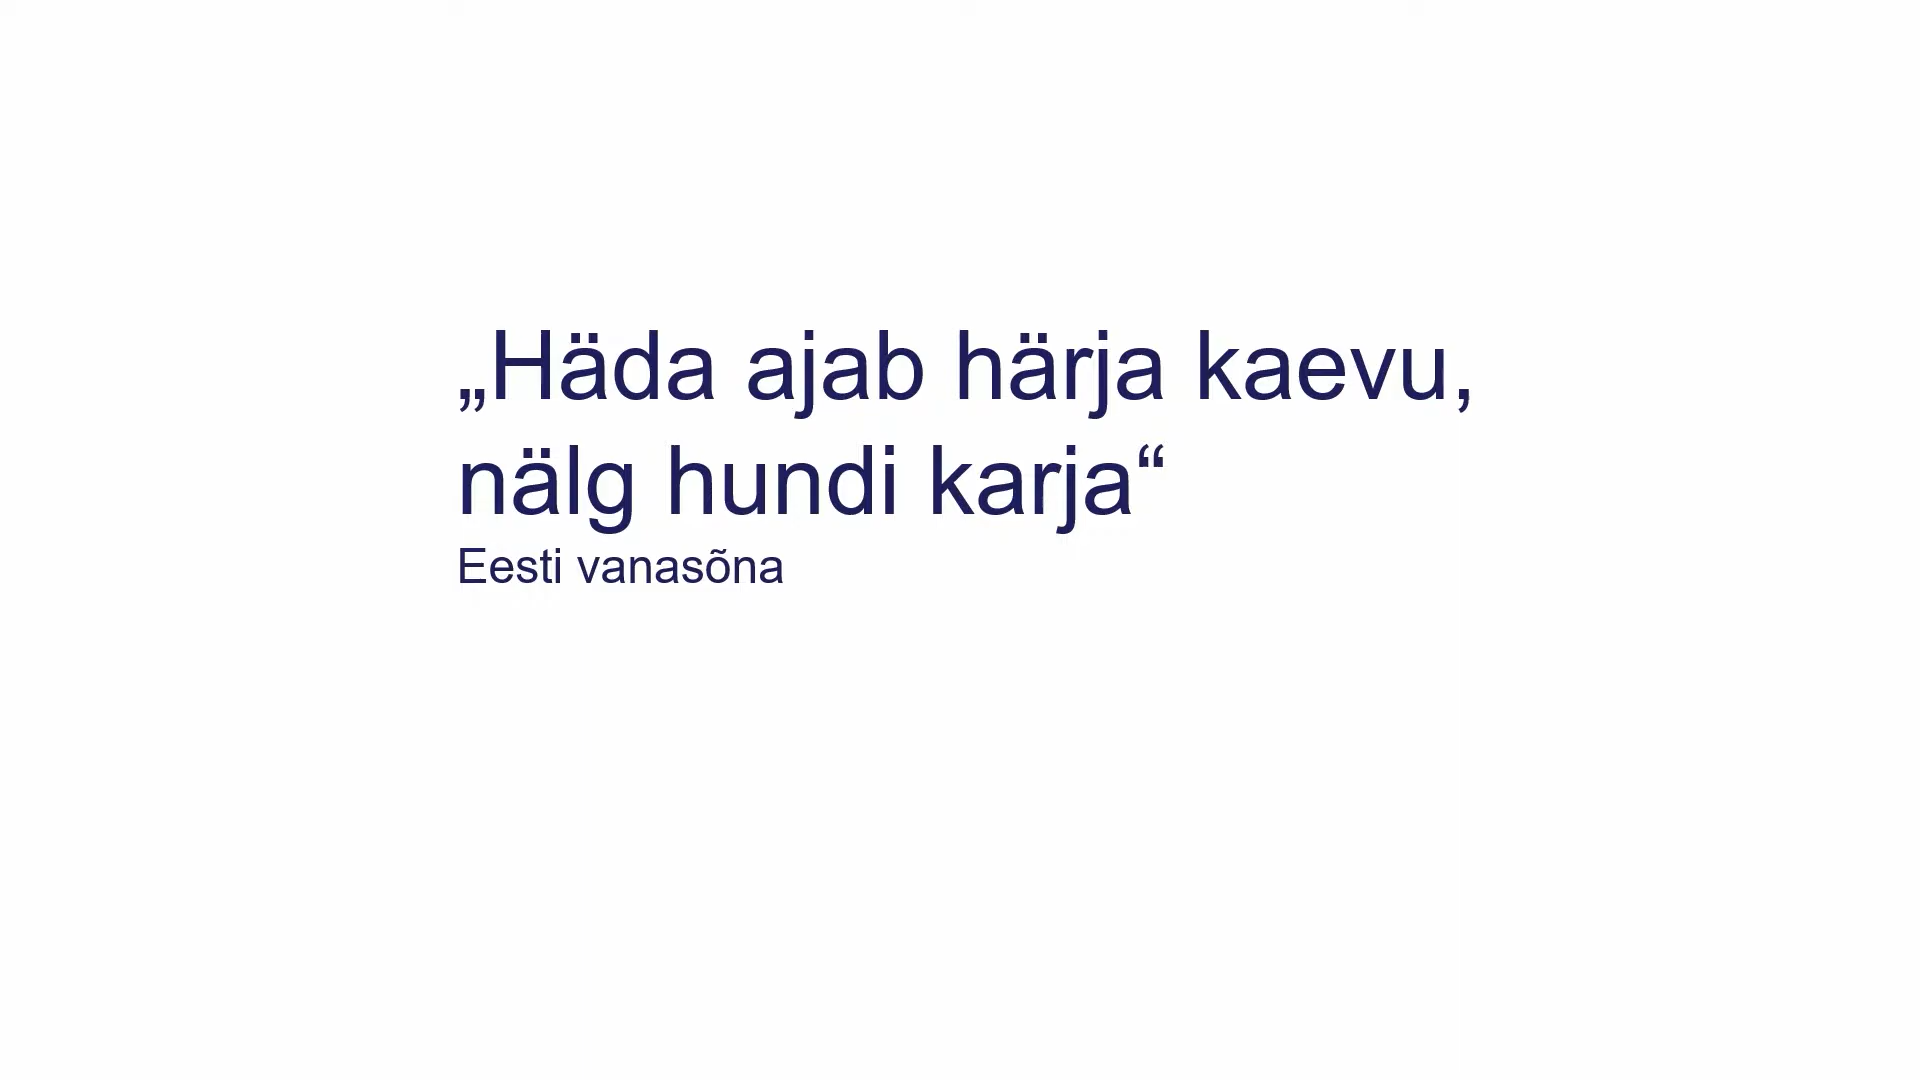 „Häda ajab härja kaevu,
nälg hundi karja“
Eesti vanasõna